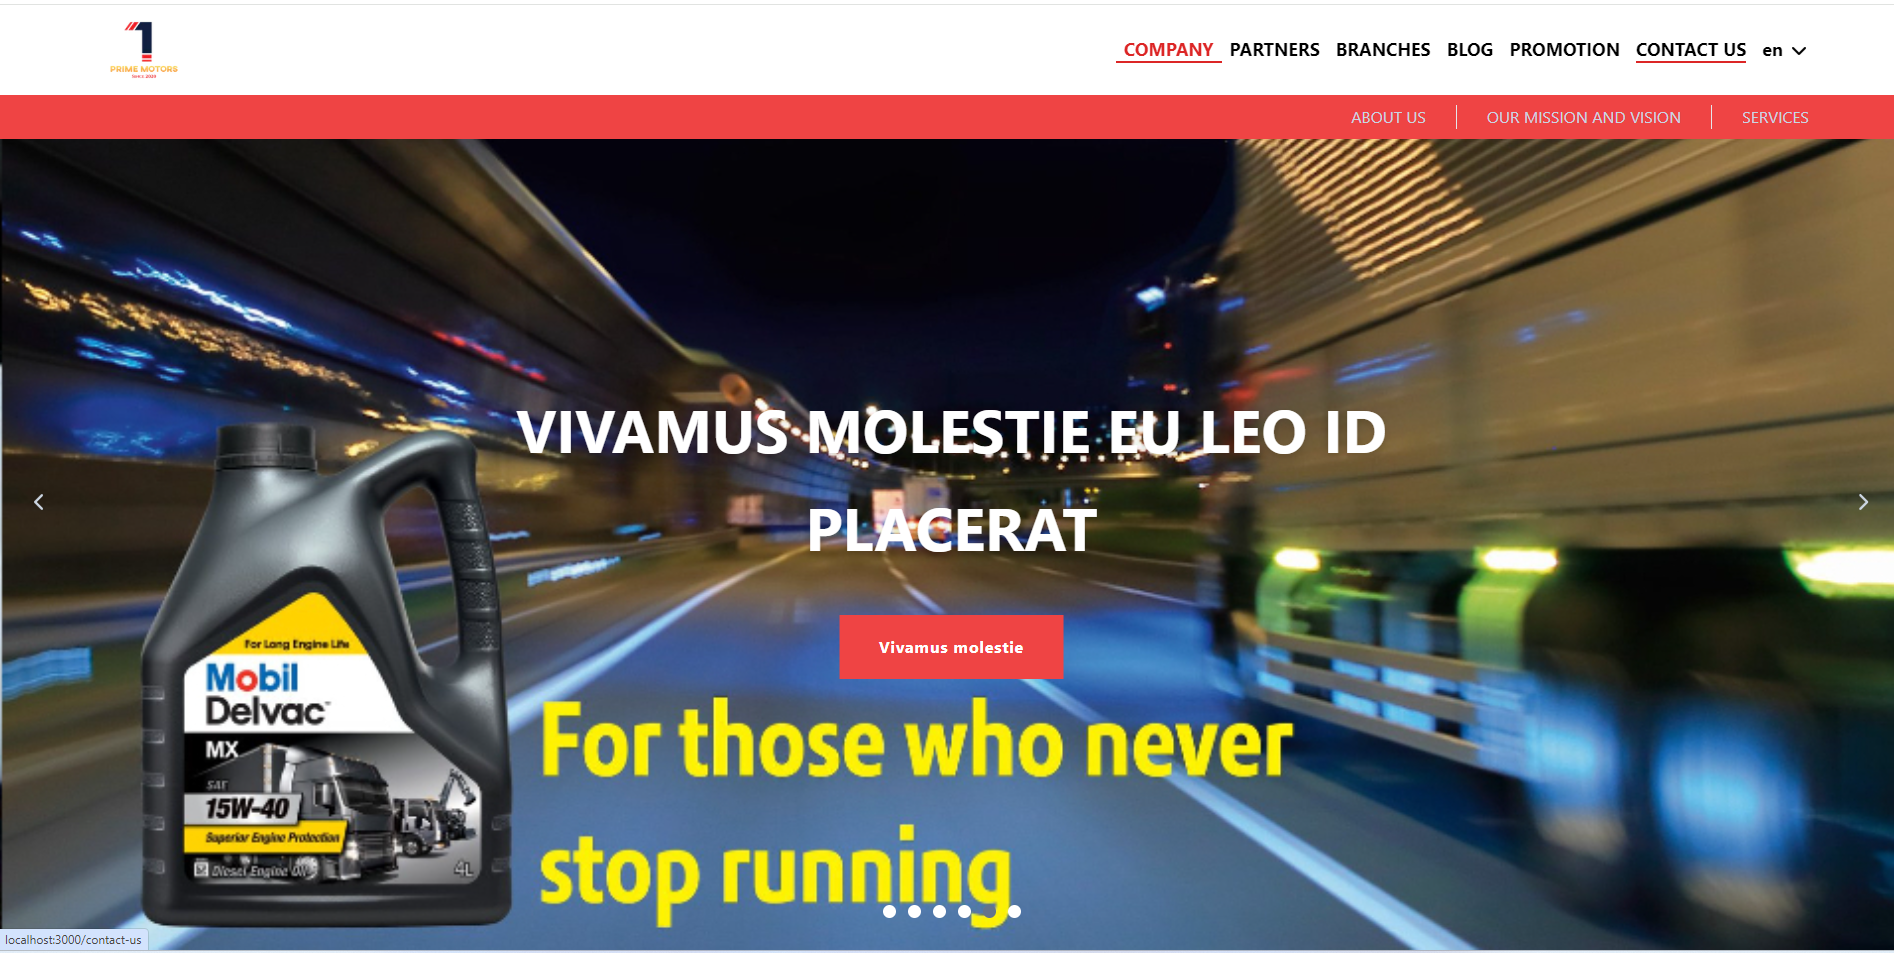 1
PRIME MOTORS
COMPANY PARTNERS BRANCHES BLOG PROMOTION CONTACT US en
ABOUT US OUR MISSION AND VISION SERVICES
VIVAMUS MOLESTIE EU LEO ID
PLACERAT
Vivamus molestie
For Long Engine Life
Mobil
Delvac™
MX
SAE
15W-40
Superior Engine Protection
Diesel Engine Oil
4L
For those who never
stop running
localhost:3000/contact-us